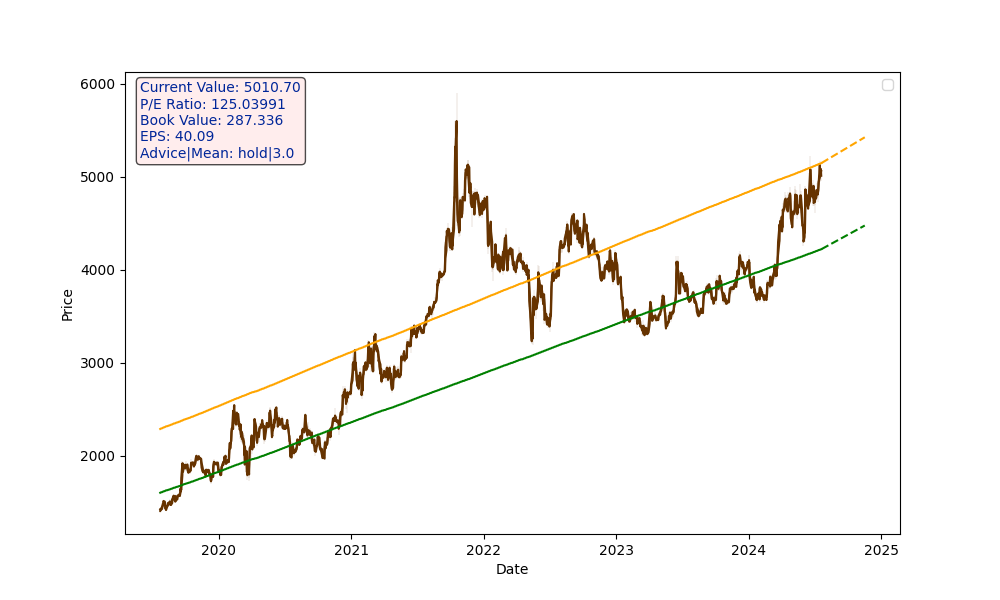 Current Value: 5010.70
P/E Ratio: 125.03991
Book Value: 287.336
EPS: 40.09
Advice|Mean: hold|3.0
6000
5000
4000
3000
2000
Price
2020 2021 2022 2023 2024 2025
Date